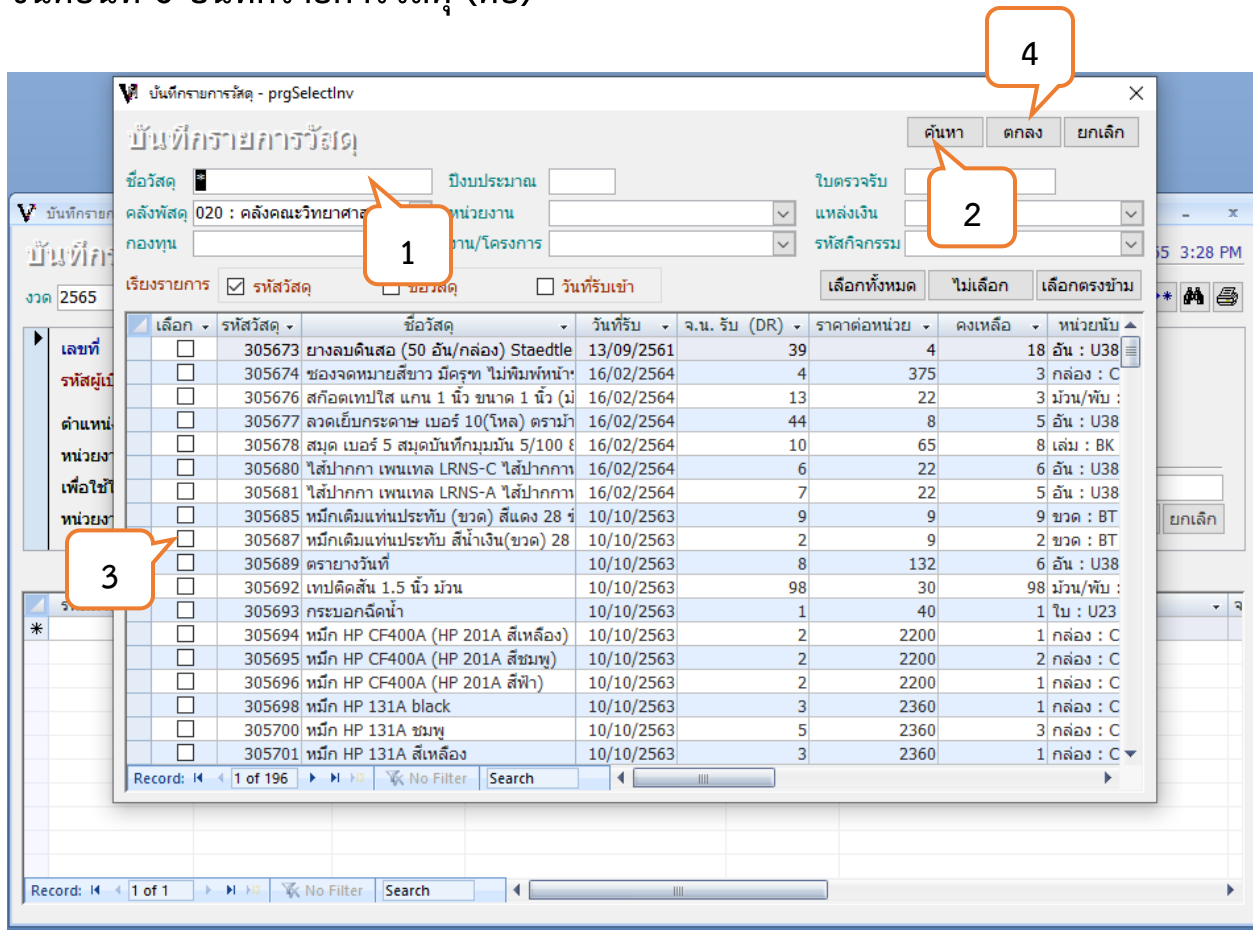 4
บันทึกรายการวัสดุ - prgSelectInv
บันทึกรายการวัสดุ
ค้นหา ตกลง ยกเลิก
ชื่อวัสดุ * ปีงบประมาณ ใบตรวจรับ
คลังพัสดุ 020 : คลังคณะวิทยาศา หน่วยงาน แหล่งเงิน
กองทุน งาน/โครงการ รหัสกิจกรรม
1
2
เรียงรายการ รหัสวัสดุ ชื่อวัสดุ วันที่รับเข้า
เลือกทั้งหมด ไม่เลือก เลือกตรงข้าม
เลือก รหัสวัสดุ ชื่อวัสดุ วันที่รับ จ.น. รับ (DR) ราคาต่อหน่วย คงเหลือ หน่วยนับ
305673 ยางลบดินสอ (50 อัน/กล่อง) Staedtle 13/09/2561 39 4 18 อัน : U38
305674 ซองจดหมายสีขาว มีครุฑ ไม่พิมพ์หน้า 16/02/2564 4 375 3 กล่อง : C
305676 สก๊อตเทปใส แกน 1 นิ้ว ขนาด 1 นิ้ว 16/02/2564 13 22 3 ม้วน/พับ :
305677 ลวดเย็บกระดาษ เบอร์ 10(โหล) ตราม้า 16/02/2564 44 8 5 อัน : U38
305678 สมุด เบอร์ 5 สมุดบันทึกมุมมัน 5/100 16/02/2564 10 65 8 เล่ม : BK
305680 ไส้ปากกา เพนเทล LRNS-C ไส้ปากกา 16/02/2564 6 22 6 อัน : U38
305681 ไส้ปากกา เพนเทล LRNS-A ไส้ปากกา 16/02/2564 7 22 5 อัน : U38
305685 หมึกเติมแท่นประทับ (ขวด) สีแดง 28 10/10/2563 9 9 9 ขวด : BT
305687 หมึกเติมแท่นประทับ สีน้ำเงิน(ขวด) 28 10/10/2563 2 9 2 ขวด : BT
305689 ตรายางวันที่ 10/10/2563 8 132 6 อัน : U38
305692 เทปติดสัน 1.5 นิ้ว ม้วน 10/10/2563 98 30 98 ม้วน/พับ :
305693 กระบอกฉีดน้ำ 10/10/2563 1 40 1 ใบ : U23
305694 หมึก HP CF400A (HP 201A สีเหลือง) 10/10/2563 2 2200 1 กล่อง : C
305695 หมึก HP CF400A (HP 201A สีชมพู) 10/10/2563 2 2200 2 กล่อง : C
305696 หมึก HP CF400A (HP 201A สีฟ้า) 10/10/2563 2 2200 1 กล่อง : C
305698 หมึก HP 131A black 10/10/2563 3 2360 1 กล่อง : C
305700 หมึก HP 131A ชมพู 10/10/2563 5 2360 3 กล่อง : C
305701 หมึก HP 131A สีเหลือง 10/10/2563 3 2360 1 กล่อง : C
Record: 1 of 196 No Filter Search
3
บันทึกรายก
บันทึก
3:28 PM
งวด 2565
เลขที่
รหัสผู้เบิ
ตำแหน่
หน่วยงา
เพื่อใช้
หน่วยงา
ยกเลิก
Record: 1 of 1 No Filter Search